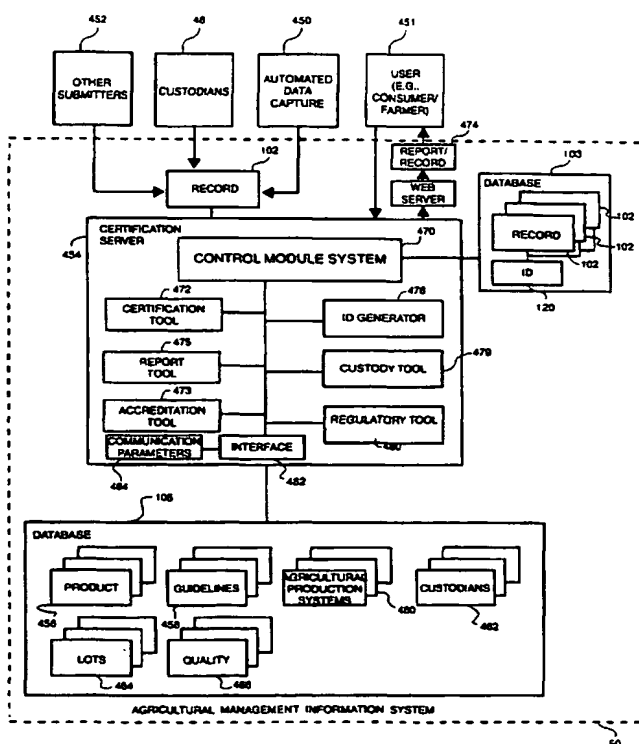 452
48
450
451
OTHER
SUBMITTERS
CUSTODIANS
AUTOMATED
DATA
CAPTURE
USER
(E.G.,
CONSUMER/
FARMER)
474
REPORT/
RECORD
WEB
SERVER
102
RECORD
103
DATABASE
102
RECORD
102
102
ID
120
CERTIFICATION
SERVER
454
470
CONTROL MODULE SYSTEM
472
CERTIFICATION
TOOL
478
ID GENERATOR
475
REPORT
TOOL
CUSTODY TOOL
479
473
ACCREDITATION
TOOL
REGULATORY TOOL
480
COMMUNICATION
PARAMETERS
484
INTERFACE
482
105
DATABASE
PRODUCT
456
GUIDELINES
458
AGRICULTURAL
PRODUCTION
SYSTEMS
460
CUSTODIANS
462
LOTS
464
QUALITY
466
AGRICULTURAL MANAGEMENT INFORMATION SYSTEM
50